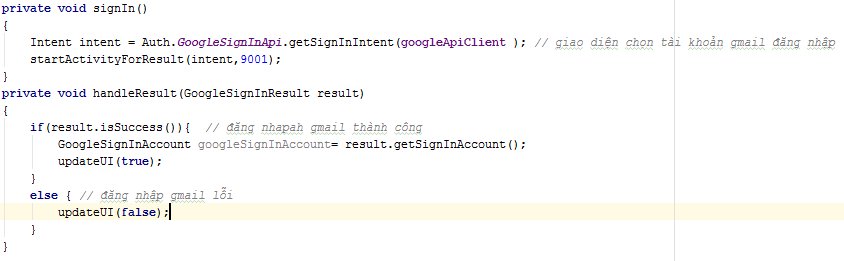 private void signIn()
{
Intent intent = Auth.GoogleSignInApi.getSignInIntent(googleApiClient ); // giao diện chọn tài khoản gmail đăng nhập
startActivityForResult(intent,9001);
}
private void handleResult(GoogleSignInResult result)
{
if(result.isSuccess()){ // đăng nhapah gmail thành công
GoogleSignInAccount googleSignInAccount= result.getSignInAccount();
updateUI(true);
}
else { // đăng nhập gmail lỗi
updateUI(false);
}
}